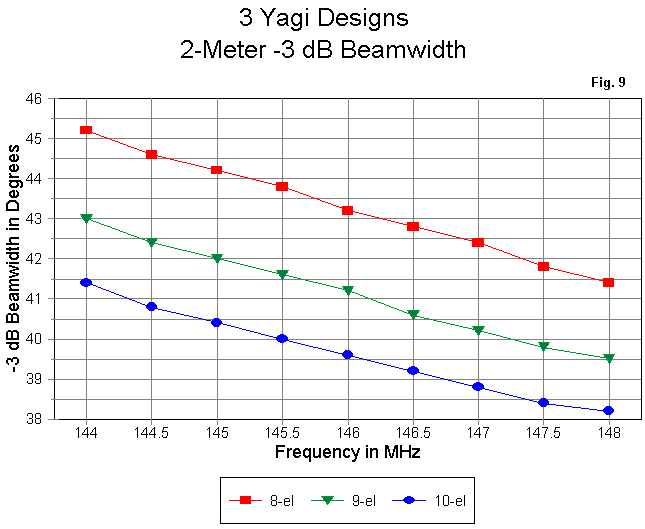 3 Yagi Designs
2-Meter -3 dB Beamwidth
Fig. 9
-3 dB Beamwidth in Degrees
46
45
44
43
42
41
40
39
38
144 144.5 145 145.5 146 146.5 147 147.5 148
Frequency in MHz
8-el 9-el 10-el